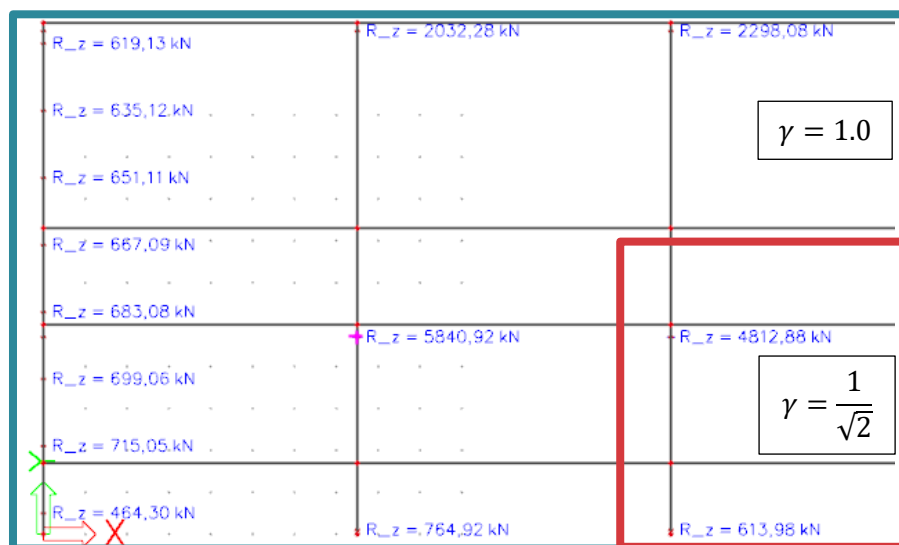 R_z = 619,13 kN
R_z = 2032,28 kN
R_z = 2298,08 kN
R_z = 635,12 kN
γ = 1.0
R_z = 651,11 kN
R_z = 667,09 kN
R_z = 683,08 kN
R_z = 5840,92 kN
R_z = 4812,88 kN
R_z = 699,06 kN
γ = 1/√2
R_z = 715,05 kN
R_z = 464,30 kN
X
R_z = 764,92 kN
R_z = 613,98 kN